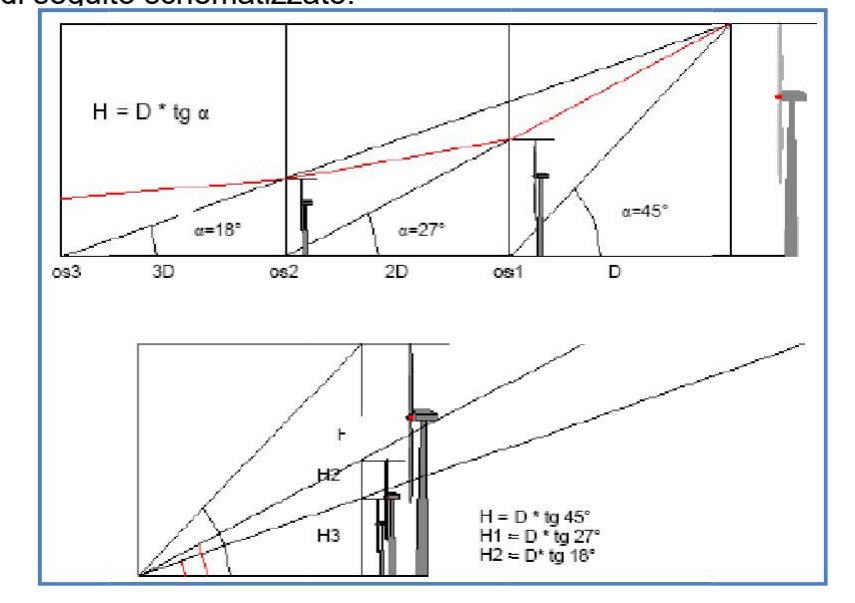 di seguito schematizzato:
H = D * tg α
α=18°
α=27°
α=45°
os3 3D os2 2D os1 D
H2
H3
H = D * tg 45°
H1 = D * tg 27°
H2 = D* tg 18°